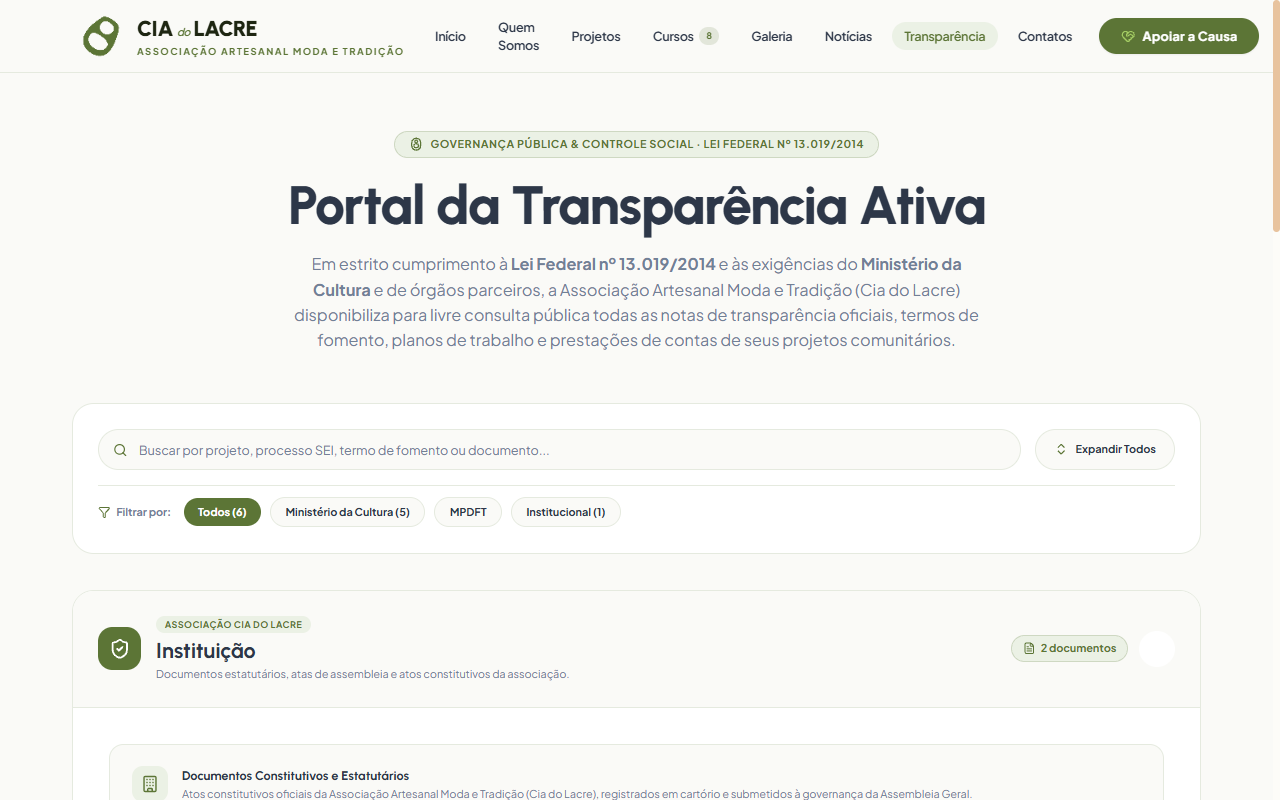 CIA do LACRE
ASSOCIAÇÃO ARTESANAL MODA E TRADIÇÃO
Início
Quem
Somos
Projetos
Cursos 8
Galeria
Notícias
Transparência
Contatos
Apoiar a Causa
GOVERNANÇA PÚBLICA & CONTROLE SOCIAL · LEI FEDERAL Nº 13.019/2014
Portal da Transparência Ativa
Em estrito cumprimento à Lei Federal nº 13.019/2014 e às exigências do Ministério da
Cultura e de órgãos parceiros, a Associação Artesanal Moda e Tradição (Cia do Lacre)
disponibiliza para livre consulta pública todas as notas de transparência oficiais, termos de
fomento, planos de trabalho e prestações de contas de seus projetos comunitários.
Buscar por projeto, processo SEI, termo de fomento ou documento...
Expandir Todos
Filtrar por:
Todos (6)
Ministério da Cultura (5)
MPDFT
Institucional (1)
ASSOCIAÇÃO CIA DO LACRE
Instituição
Documentos estatutários, atas de assembleia e atos constitutivos da associação.
2 documentos
Documentos Constitutivos e Estatutários
Atos constitutivos oficiais da Associação Artesanal Moda e Tradição (Cia do Lacre), registrados em cartório e submetidos à governança da Assembleia Geral.